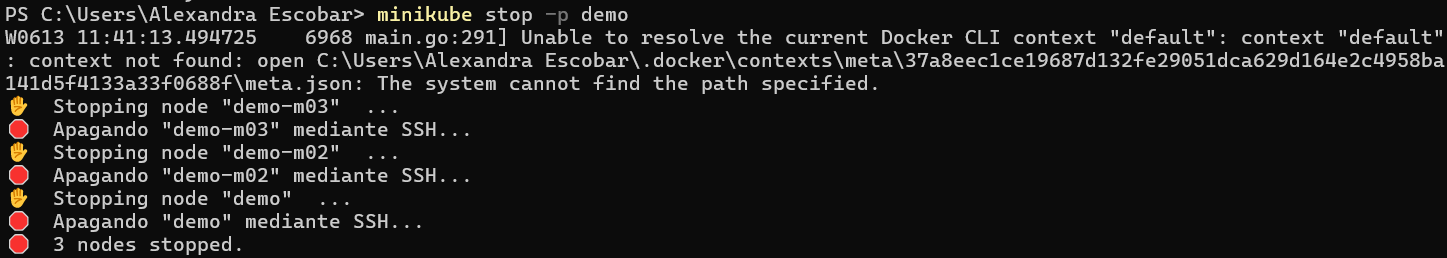 PS C:\Users\Alexandra Escobar> minikube stop -p demo
W0613 11:41:13.494725    6968 main.go:291] Unable to resolve the current Docker CLI context "default": context "default"
: context not found: open C:\Users\Alexandra Escobar\.docker\contexts\meta\37a8eec1ce19687d132fe29051dca629d164e2c4958ba
141d5f4133a33f0688f\meta.json: The system cannot find the path specified.
✋  Stopping node "demo-m03"  ...
🛑  Apagando "demo-m03" mediante SSH...
✋  Stopping node "demo-m02"  ...
🛑  Apagando "demo-m02" mediante SSH...
✋  Stopping node "demo"  ...
🛑  Apagando "demo" mediante SSH...
🛑  3 nodes stopped.